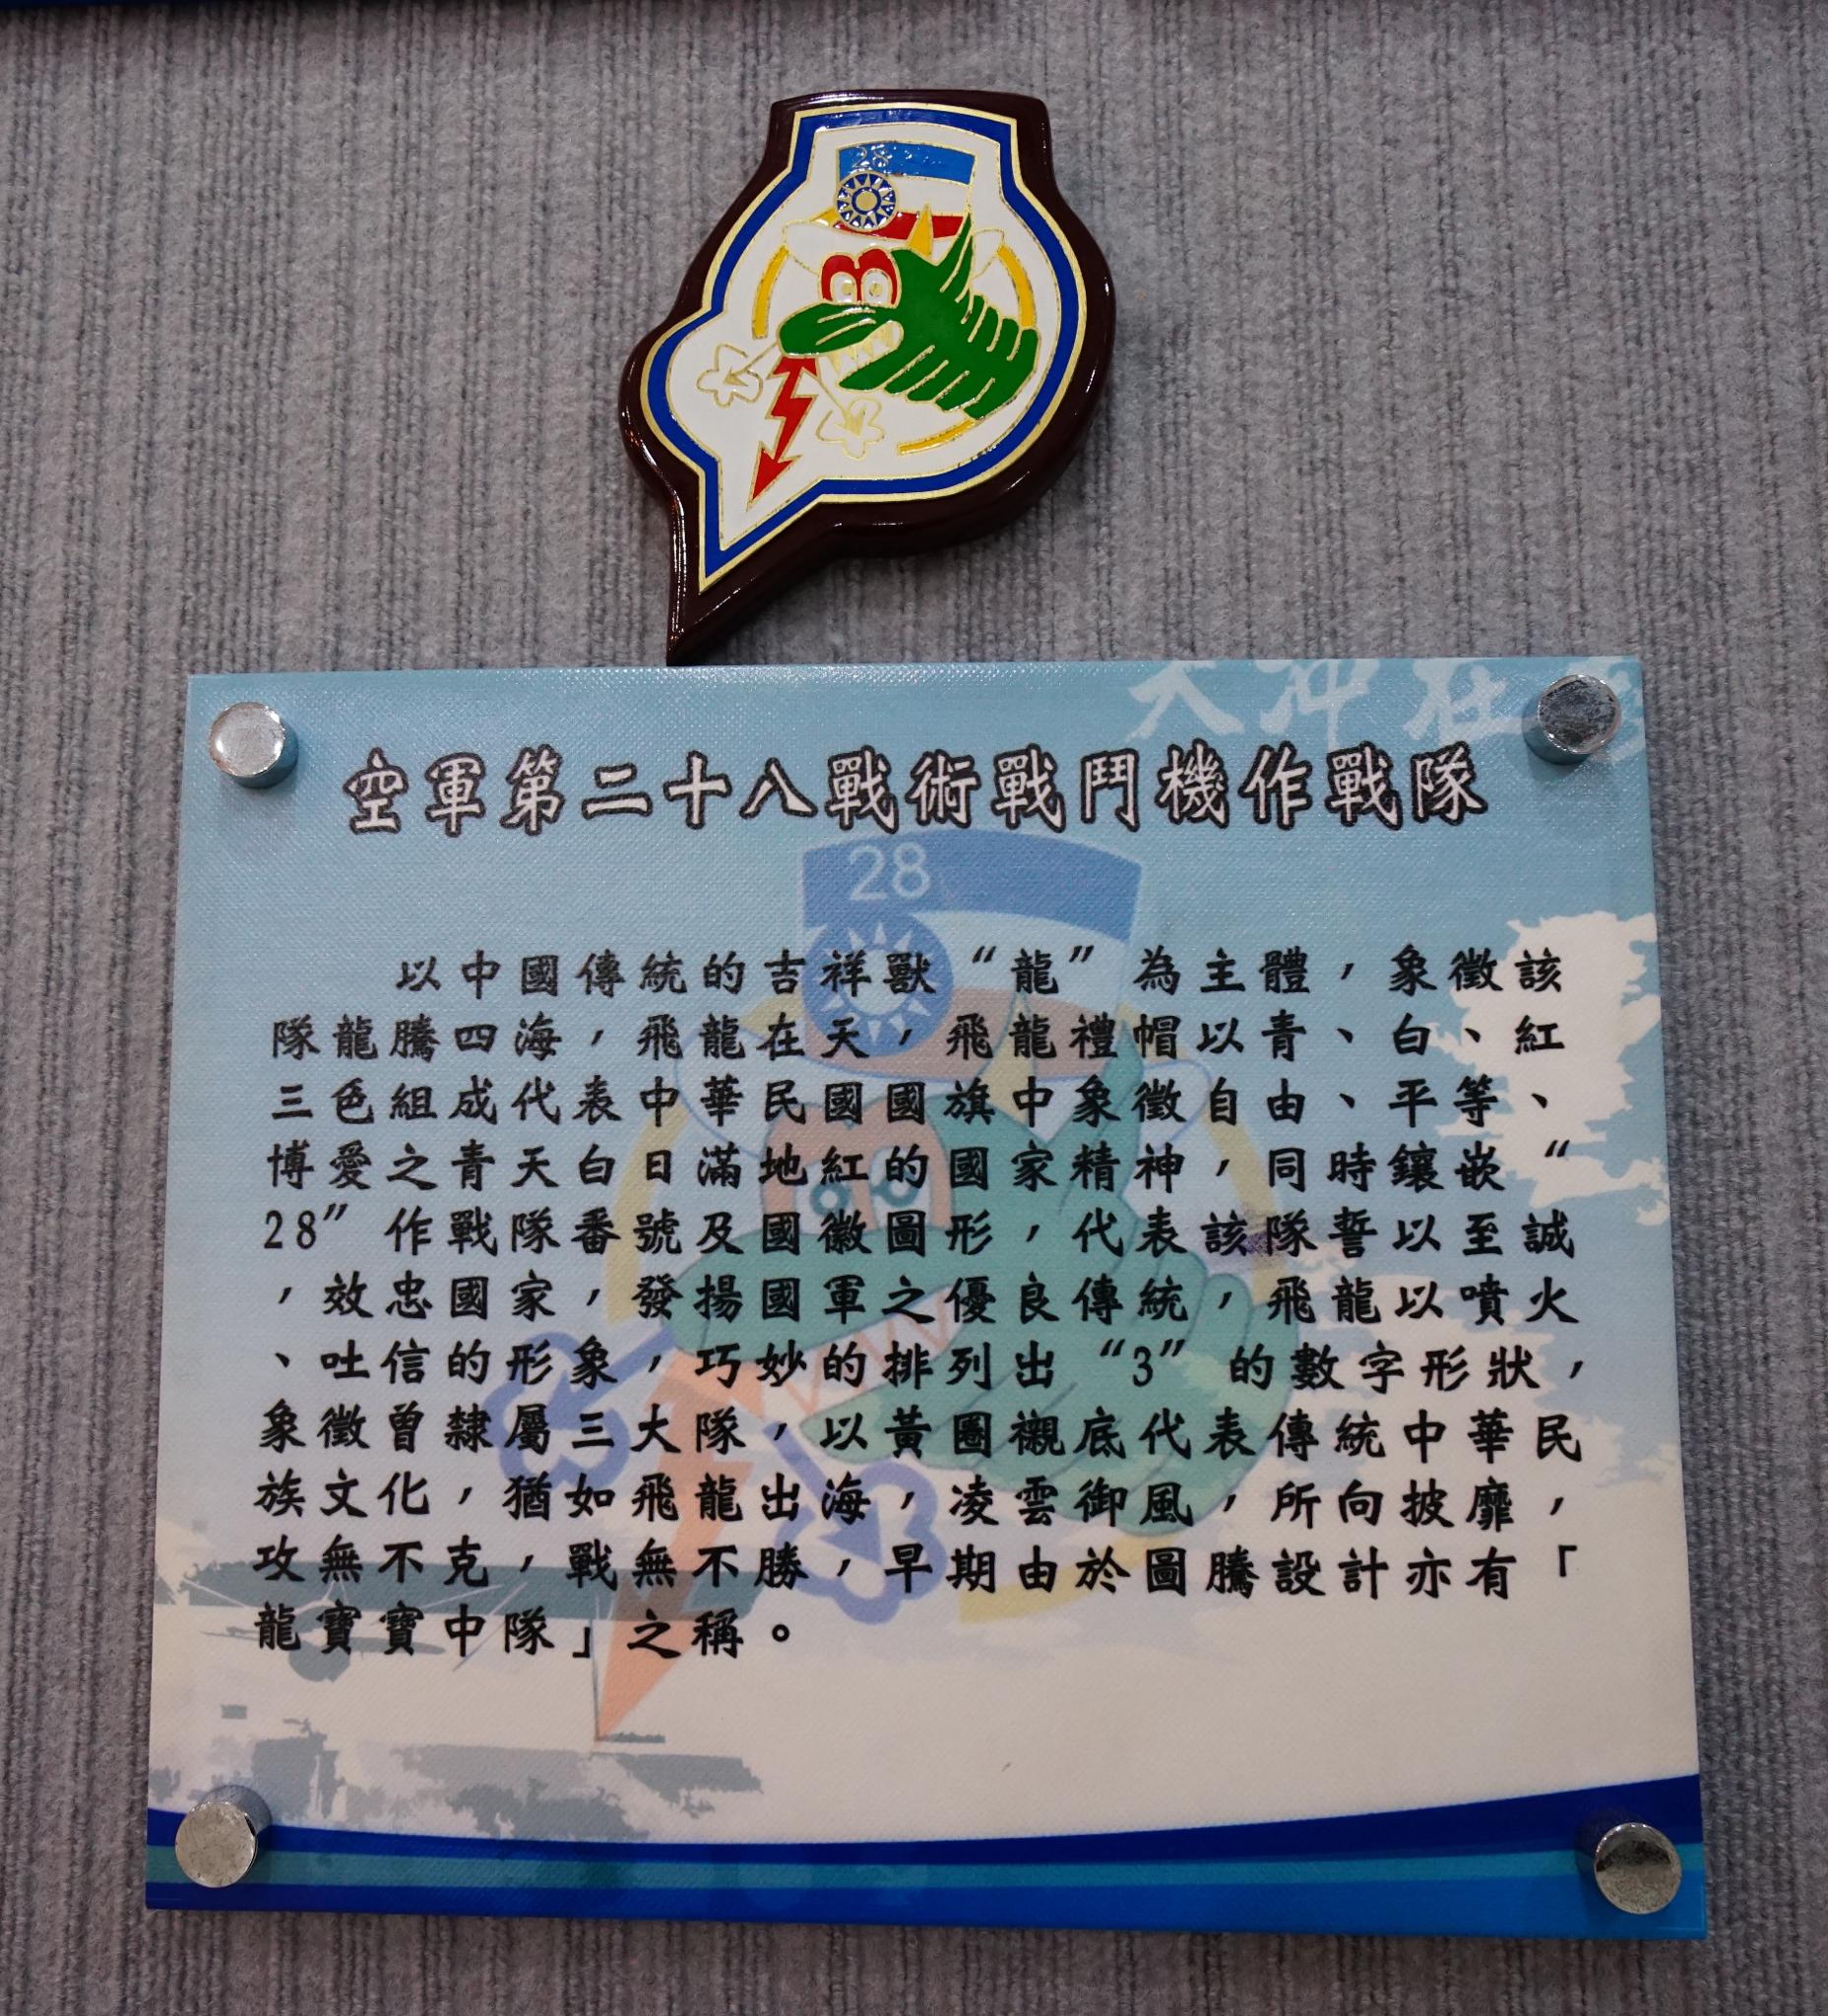 28
空軍第二十八戰術戰鬥機作戰隊
28
以中國傳統的吉祥獸“龍”為主體，象徵該
隊龍騰四海，飛龍在天，飛龍禮帽以青、白、紅
三色組成代表中華民國國旗中象徵自由、平等、
博愛之青天白日滿地紅的國家精神，同時鑲嵌“
28”作戰隊番號及國徽圖形，代表該隊誓以至誠
，效忠國家，發揚國軍之優良傳統，飛龍以噴火
、吐信的形象，巧妙的排列出“3”的數字形狀，
象徵曾隸屬三大隊，以黃圈襯底代表傳統中華民
族文化，猶如飛龍出海，凌雲御風，所向披靡，
攻無不克，戰無不勝，早期由於圖騰設計亦有「
龍寶寶中隊」之稱。